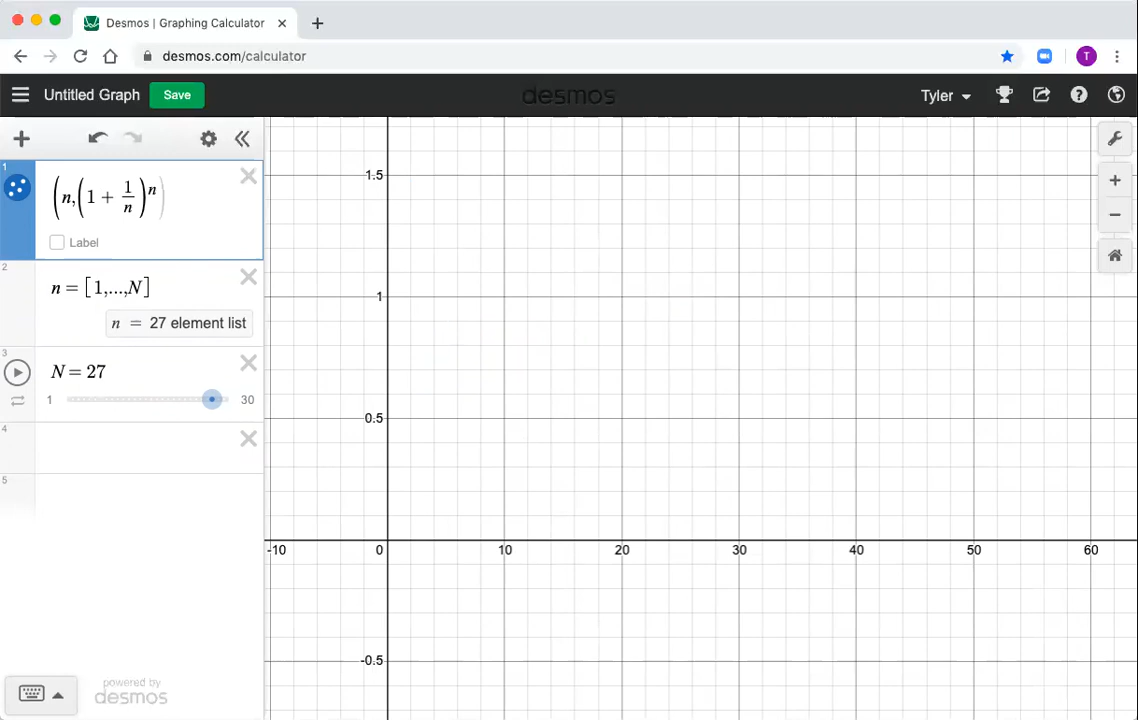 Desmos | Graphing Calculator
desmos.com/calculator
T
Untitled Graph
Save
desmos
Tyler
1
(n,(1 + 1/n)^n)
Label
2
n = [1,...,N]
n = 27 element list
3
N = 27
1
30
4
5
powered by
desmos
1.5
1
0.5
-10
0
10
20
30
40
50
60
-0.5